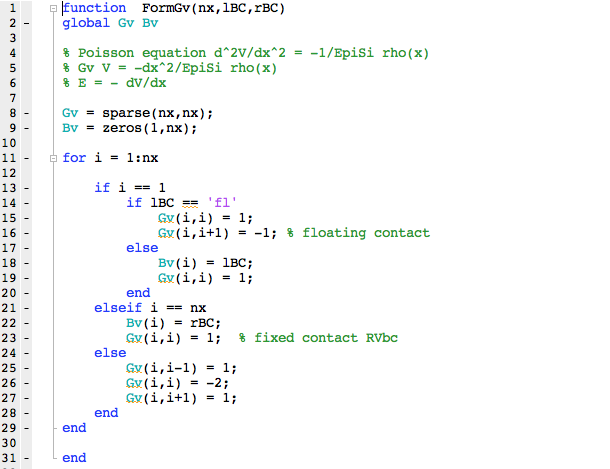 1 function  FormGv(nx,lBC,rBC)
2 - global Gv Bv
3
4 % Poisson equation d^2V/dx^2 = -1/EpiSi rho(x)
5 % Gv V = -dx^2/EpiSi rho(x)
6 % E = - dV/dx
7
8 - Gv = sparse(nx,nx);
9 - Bv = zeros(1,nx);
10
11 - for i = 1:nx
12
13 -     if i == 1
14 -         if lBC == 'fl'
15 -             Gv(i,i) = 1;
16 -             Gv(i,i+1) = -1; % floating contact
17 -         else
18 -             Bv(i) = lBC;
19 -             Gv(i,i) = 1;
20 -         end
21 -     elseif i == nx
22 -         Bv(i) = rBC;
23 -         Gv(i,i) = 1;  % fixed contact RVbc
24 -     else
25 -         Gv(i,i-1) = 1;
26 -         Gv(i,i) = -2;
27 -         Gv(i,i+1) = 1;
28 -     end
29 - end
30
31 - end